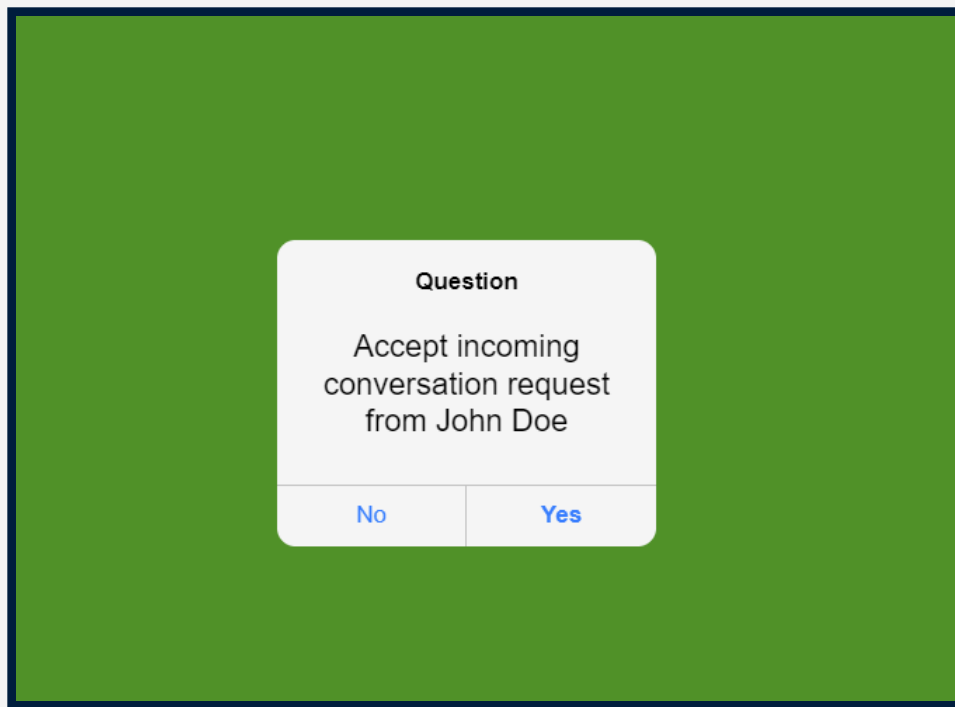 Question
Accept incoming
conversation request
from John Doe
No
Yes